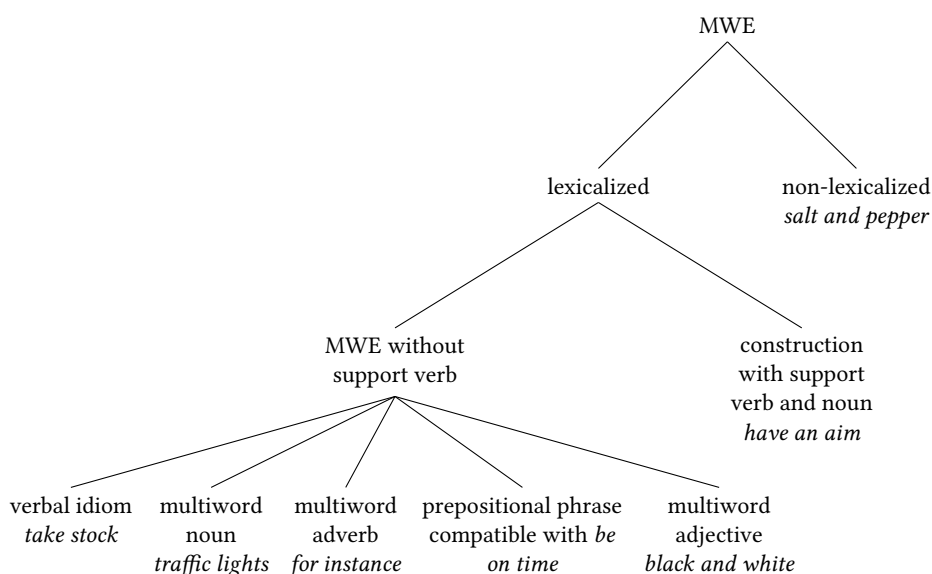 MWE
lexicalized
non-lexicalized
salt and pepper
MWE without
support verb
construction
with support
verb and noun
have an aim
verbal idiom
take stock
multiword
noun
traffic lights
multiword
adverb
for instance
prepositional phrase
compatible with be
on time
multiword
adjective
black and white